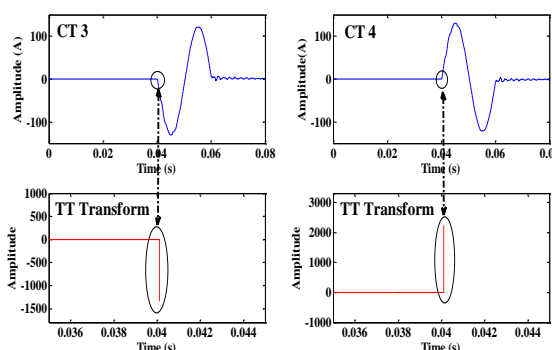 CT 3
Amplitude (A)
100
0
-100
0
0.02
0.04
0.06
0.08
Time (s)
CT 4
Amplitude(A)
100
0
-100
0
0.02
0.04
0.06
0.08
Time (s)
TT Transform
Amplitude
1000
500
0
-500
-1000
-1500
0.036
0.04
0.042
0.044
Time (s)
TT Transform
Amplitude
3000
2000
1000
0
-1000
0.036
0.04
0.042
0.044
Time (s)